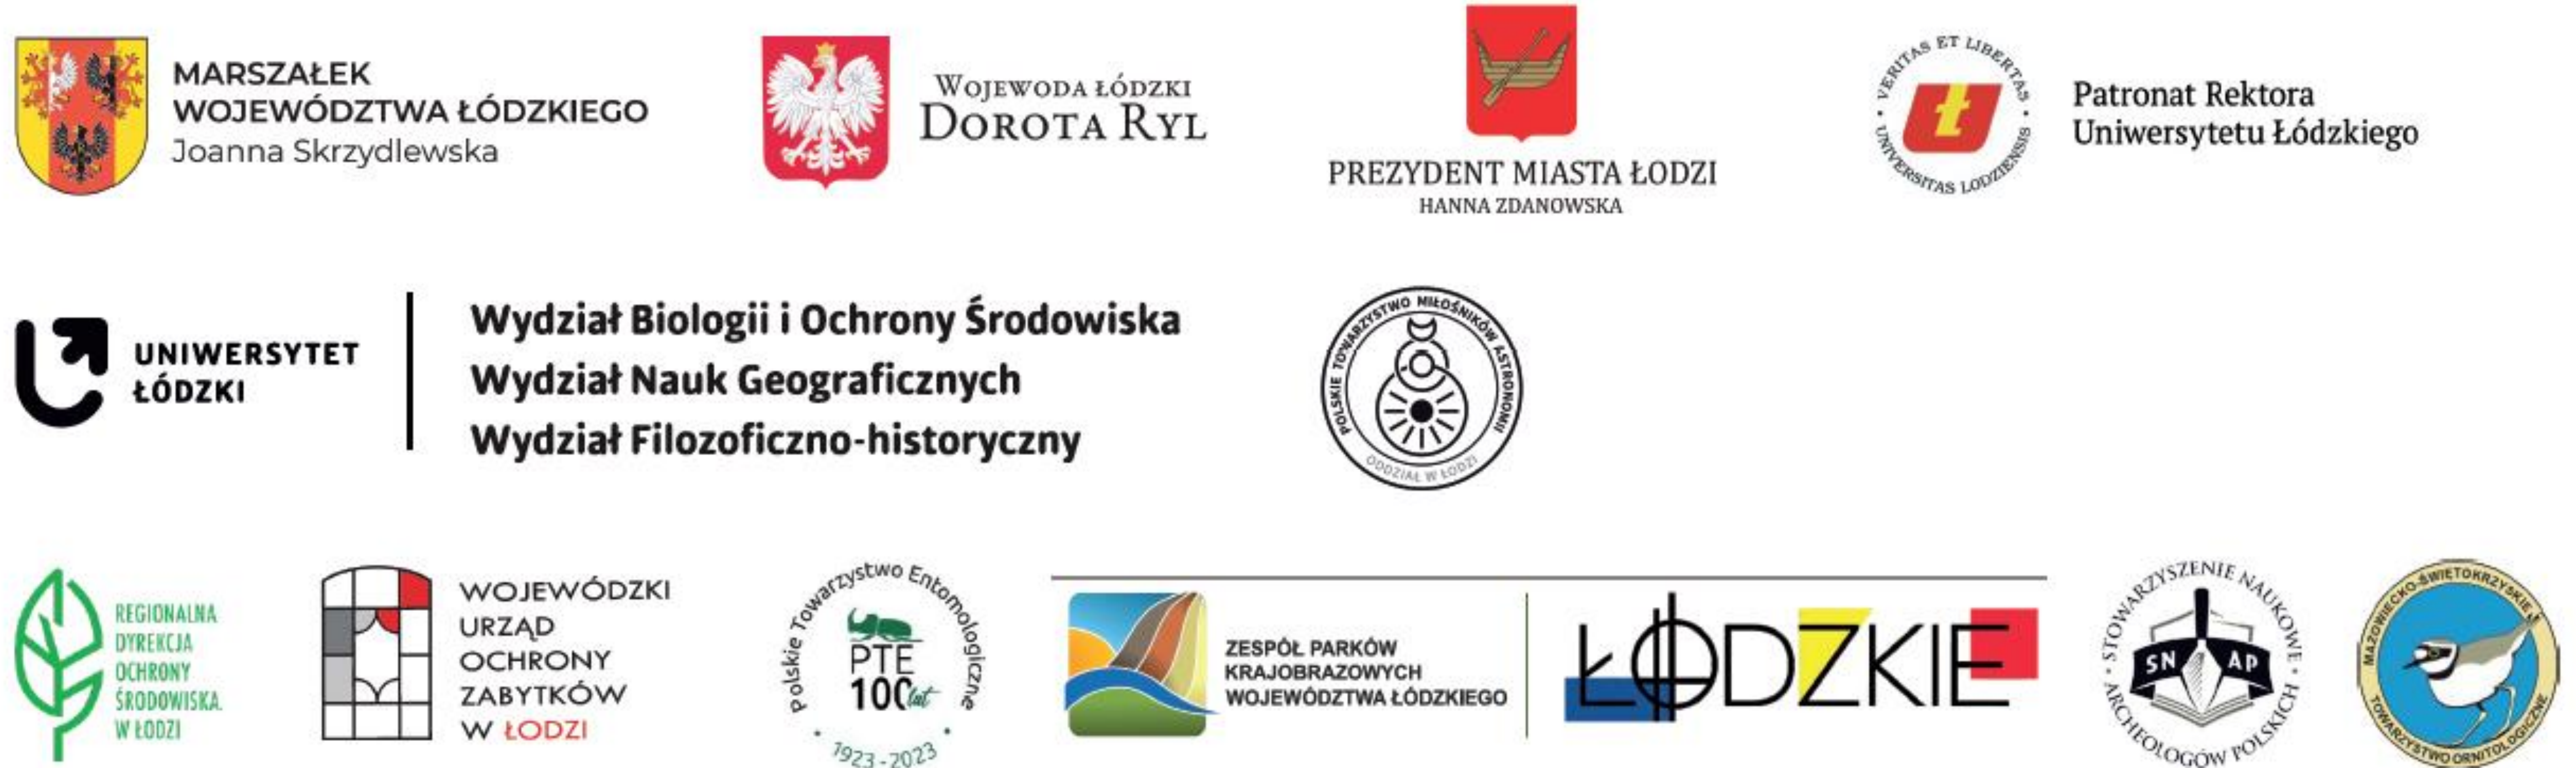 MARSZAŁEK
WOJEWÓDZTWA ŁÓDZKIEGO
Joanna Skrzydlewska
WOJEWODA ŁÓDZKI
DOROTA RYL
PREZYDENT MIASTA ŁODZI
HANNA ZDANOWSKA
VERITAS ET LIBERTAS
UNIWERSITAS LODZIENSIS
ł
Patronat Rektora
Uniwersytetu Łódzkiego
UNIWERSYTET
ŁÓDZKI
Wydział Biologii i Ochrony Środowiska
Wydział Nauk Geograficznych
Wydział Filozoficzno-historyczny
POLSKIE TOWARZYSTWO MIŁOŚNIKÓW ASTRONOMII
ODDZIAŁ W ŁODZI
REGIONALNA
DYREKCJA
OCHRONY
ŚRODOWISKA
W ŁODZI
WOJEWÓDZKI
URZĄD
OCHRONY
ZABYTKÓW
W ŁODZI
Polskie Towarzystwo Entomologiczne
PTE
100 lat
1923-2023
ZESPÓŁ PARKÓW
KRAJOBRAZOWYCH
WOJEWÓDZTWA ŁÓDZKIEGO
ŁÓDZKIE
STOWARZYSZENIE NAUKOWE
SN AP
ARCHEOLOGÓW POLSKICH
MAZOWIECKO-ŚWIĘTOKRZYSKIE
TOWARZYSTWO ORNITOLOGICZNE